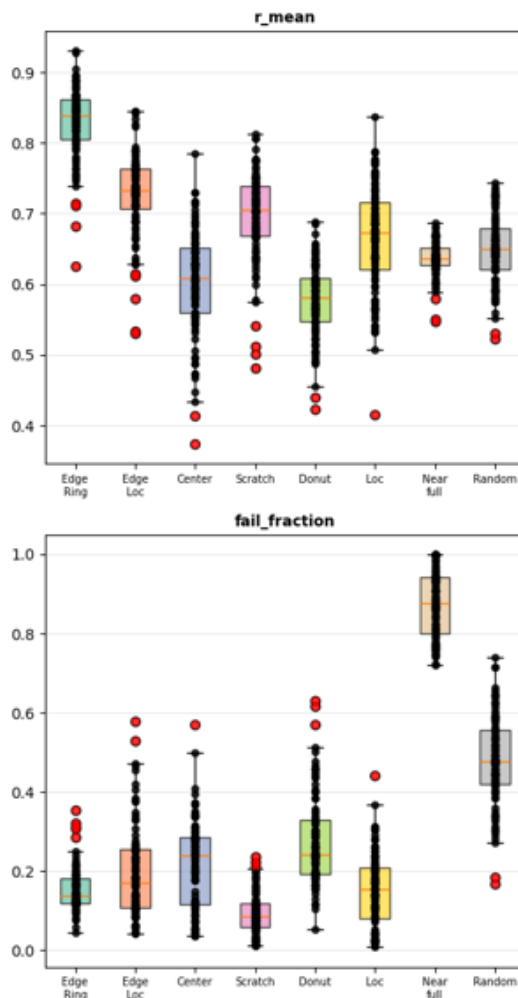 r_mean
0.9
0.8
0.7
0.6
0.5
0.4
Edge Edge Center Scratch Donut Loc Near Random
Ring Loc full
fail_fraction
1.0
0.8
0.6
0.4
0.2
0.0
Edge Edge Center Scratch Donut Loc Near Random
Ring Loc full